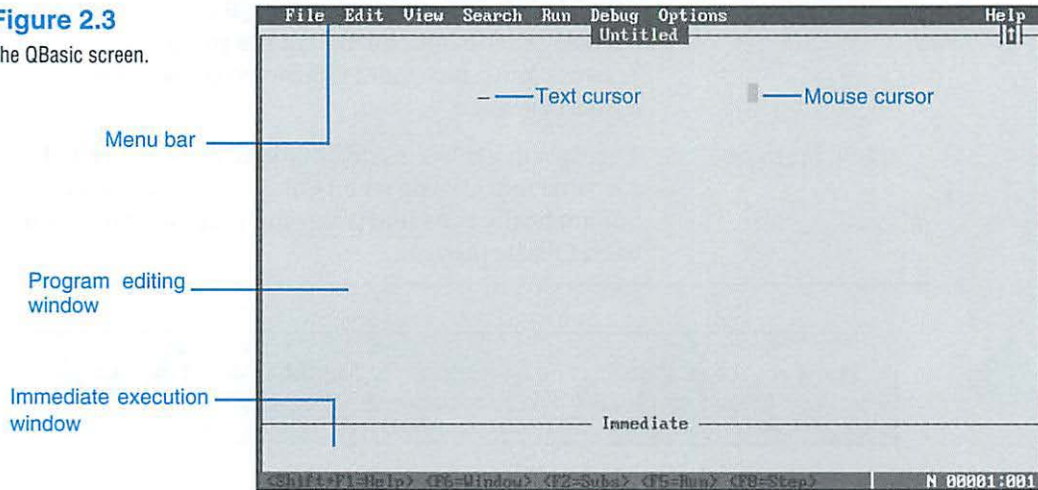 Figure 2.3
The QBasic screen.
File Edit View Search Run Debug Options Help
Untitled
Text cursor
Mouse cursor
Menu bar
Program editing
window
Immediate execution
window
Immediate
<Shift+F1=Help> <F6=Window> <F2=Subs> <F5=Run> <F8=Step> N 00001:001